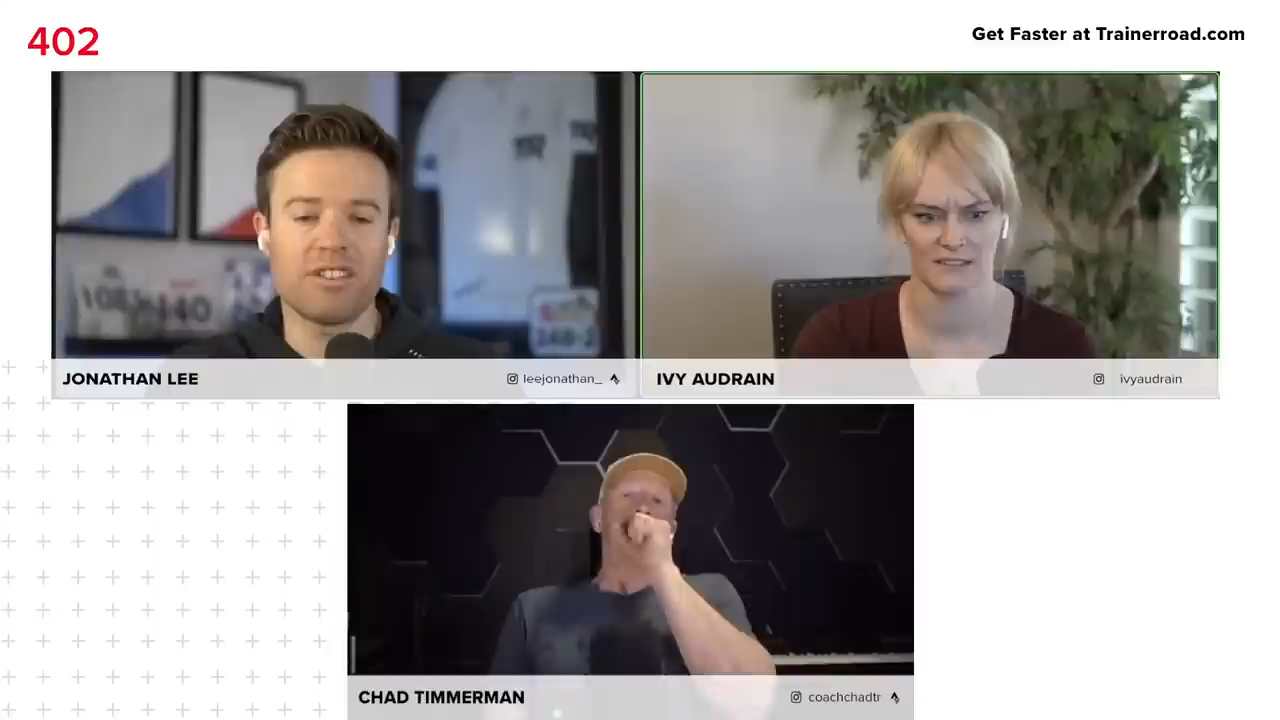 402
Get Faster at Trainerroad.com
JONATHAN LEE
leejonathan_
IVY AUDRAIN
ivyaudrain
CHAD TIMMERMAN
coachchadtr